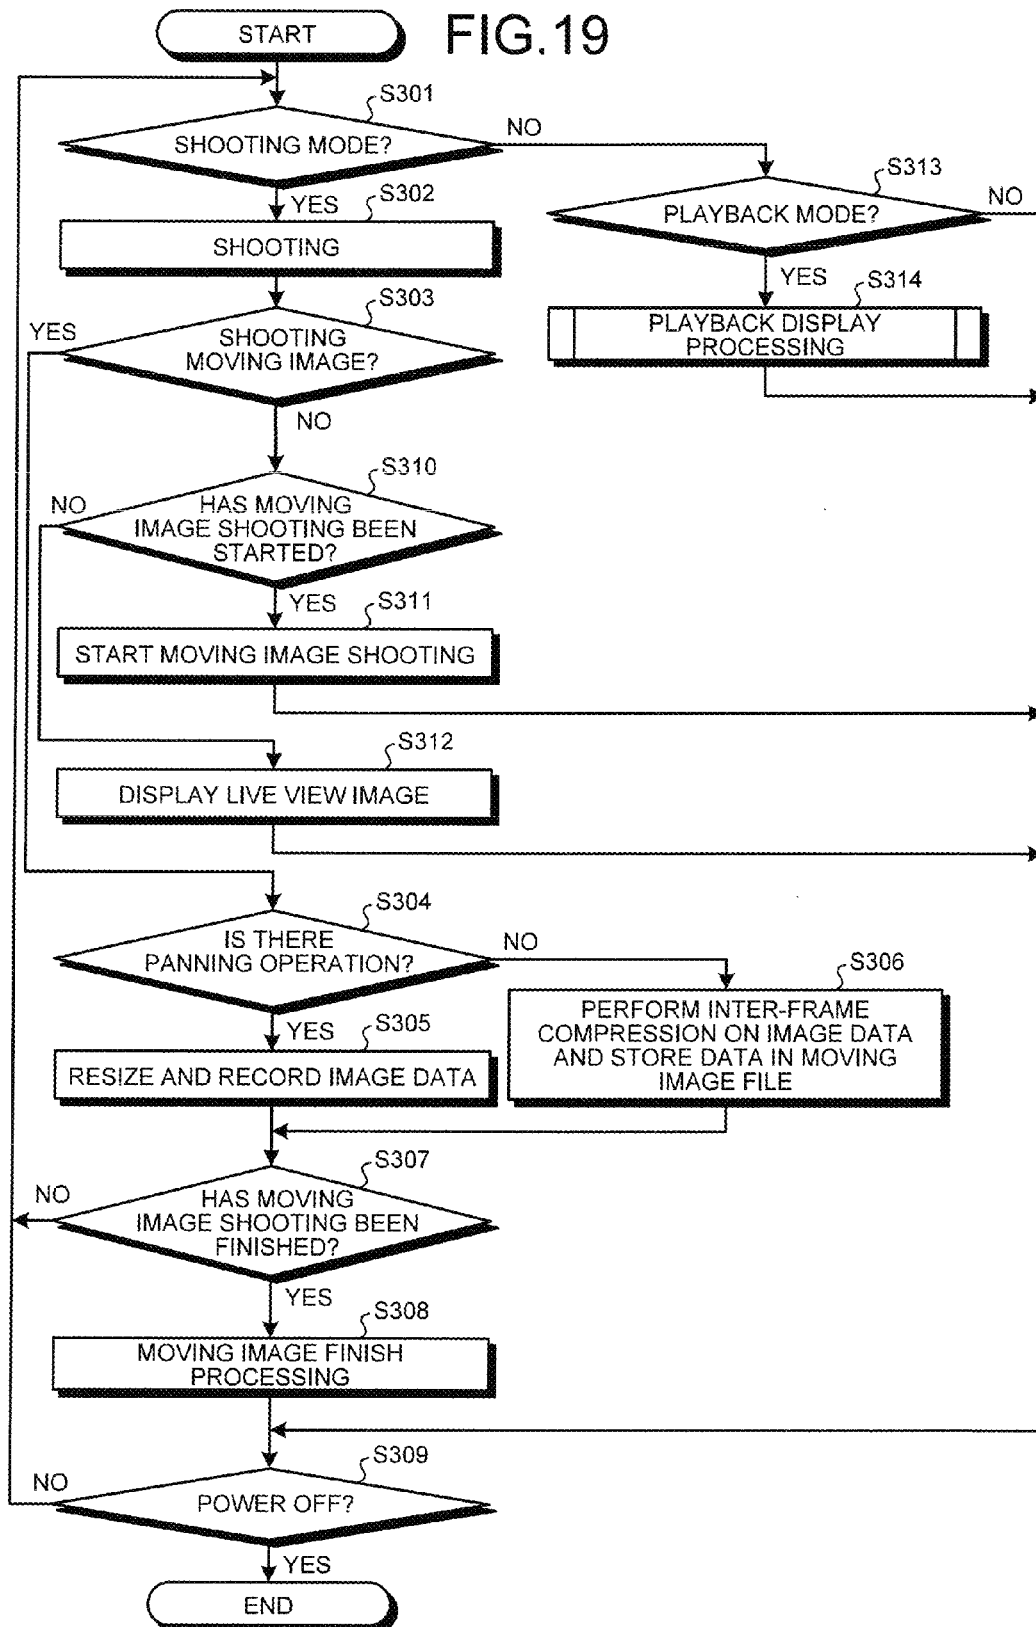 FIG.19
START
S301
SHOOTING MODE?
NO
YES
S302
SHOOTING
S313
PLAYBACK MODE?
NO
YES
S314
PLAYBACK DISPLAY
PROCESSING
S303
YES
SHOOTING
MOVING IMAGE?
NO
S310
NO
HAS MOVING
IMAGE SHOOTING BEEN
STARTED?
YES
S311
START MOVING IMAGE SHOOTING
S312
DISPLAY LIVE VIEW IMAGE
S304
IS THERE
PANNING OPERATION?
NO
YES
S305
RESIZE AND RECORD IMAGE DATA
S306
PERFORM INTER-FRAME
COMPRESSION ON IMAGE DATA
AND STORE DATA IN MOVING
IMAGE FILE
S307
NO
HAS MOVING
IMAGE SHOOTING BEEN
FINISHED?
YES
S308
MOVING IMAGE FINISH
PROCESSING
S309
NO
POWER OFF?
YES
END